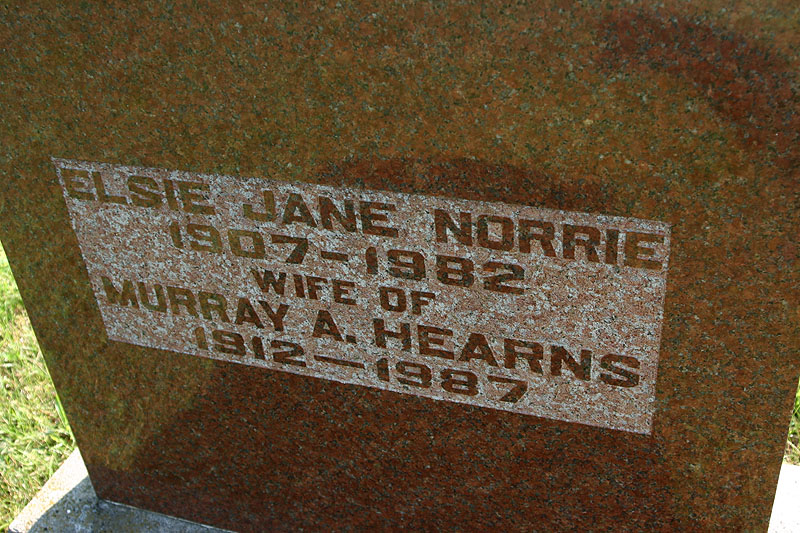 ELSIE JANE NORRIE
1907-1982
WIFE OF
MURRAY A. HEARNS
1912-1987